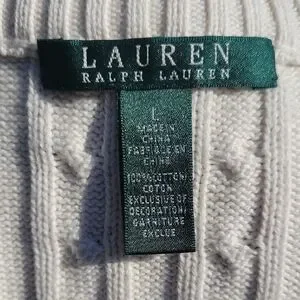 LAUREN
RALPH LAUREN
L
MADE IN
CHINA
FABRIQUE EN
CHINE
100% COTTON/
COTON
EXCLUSIVE OF
DECORATION/
GARNITURE
EXCLUE